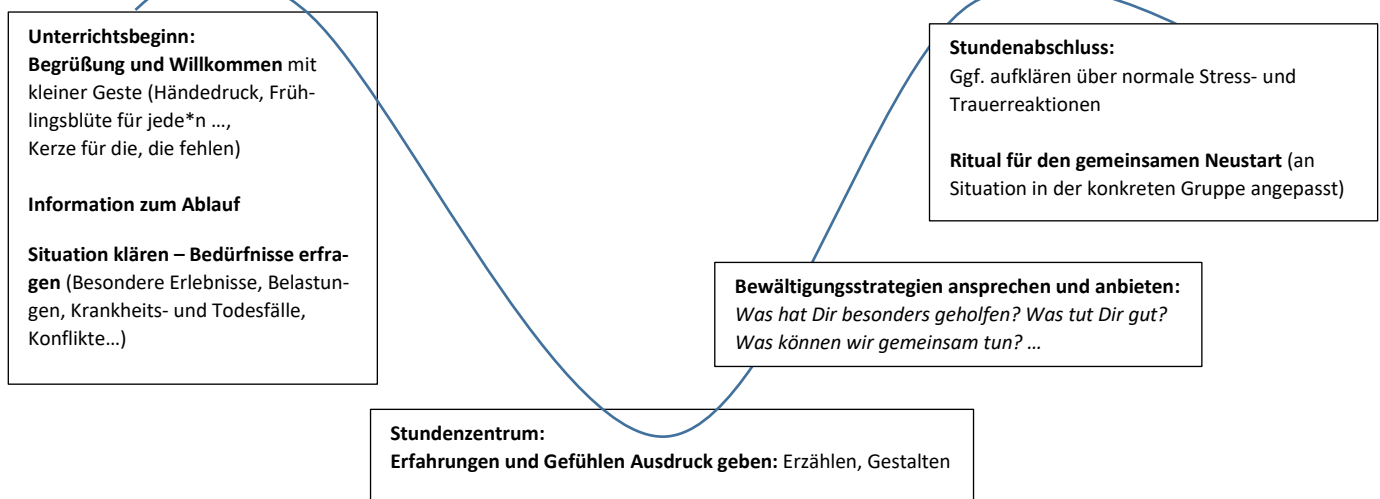 Unterrichtsbeginn:
Begrüßung und Willkommen mit
kleiner Geste (Händedruck, Früh-
lingsblüte für jede*n …,
Kerze für die, die fehlen)
Information zum Ablauf
Situation klären – Bedürfnisse erfra-
gen (Besondere Erlebnisse, Belastun-
gen, Krankheits- und Todesfälle,
Konflikte…)
Stundenzentrum:
Erfahrungen und Gefühlen Ausdruck geben: Erzählen, Gestalten
Bewältigungsstrategien ansprechen und anbieten:
Was hat Dir besonders geholfen? Was tut Dir gut?
Was können wir gemeinsam tun? …
Stundenabschluss:
Ggf. aufklären über normale Stress- und
Trauerreaktionen
Ritual für den gemeinsamen Neustart (an
Situation in der konkreten Gruppe angepasst)